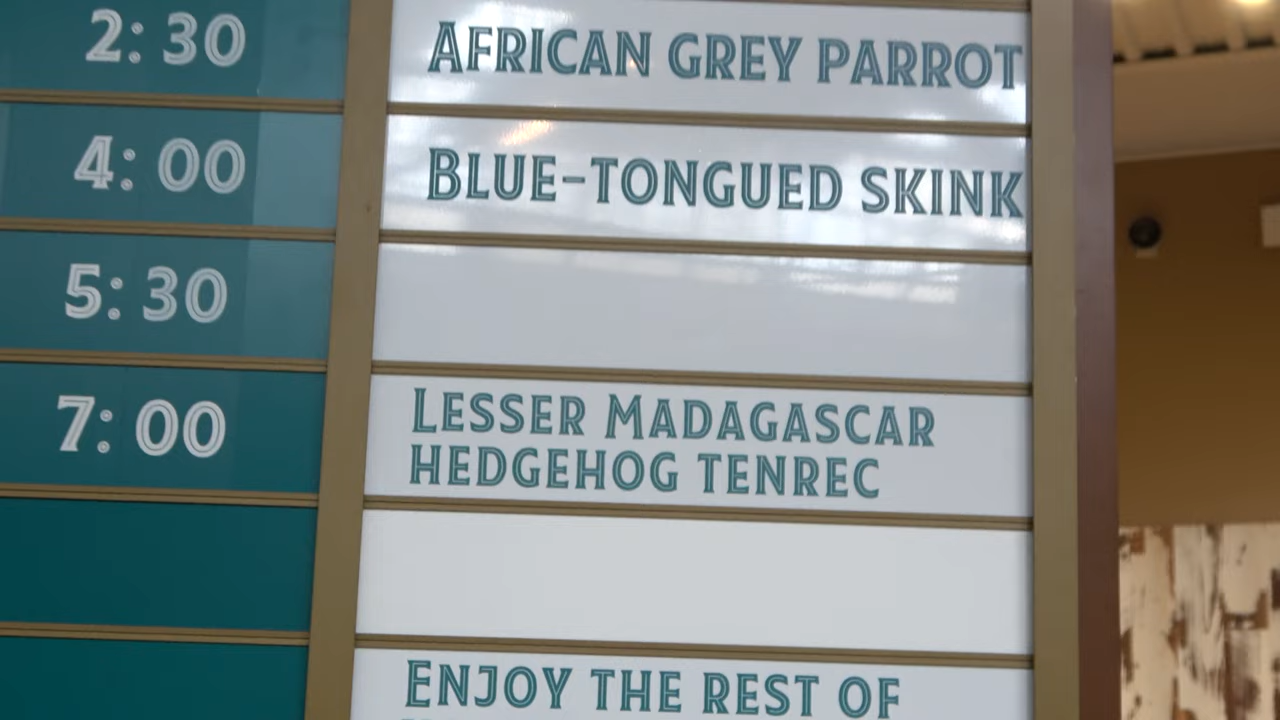 2: 30 AFRICAN GREY PARROT
4: 00 BLUE-TONGUED SKINK
5: 30
7: 00 LESSER MADAGASCAR
HEDGEHOG TENREC
ENJOY THE REST OF